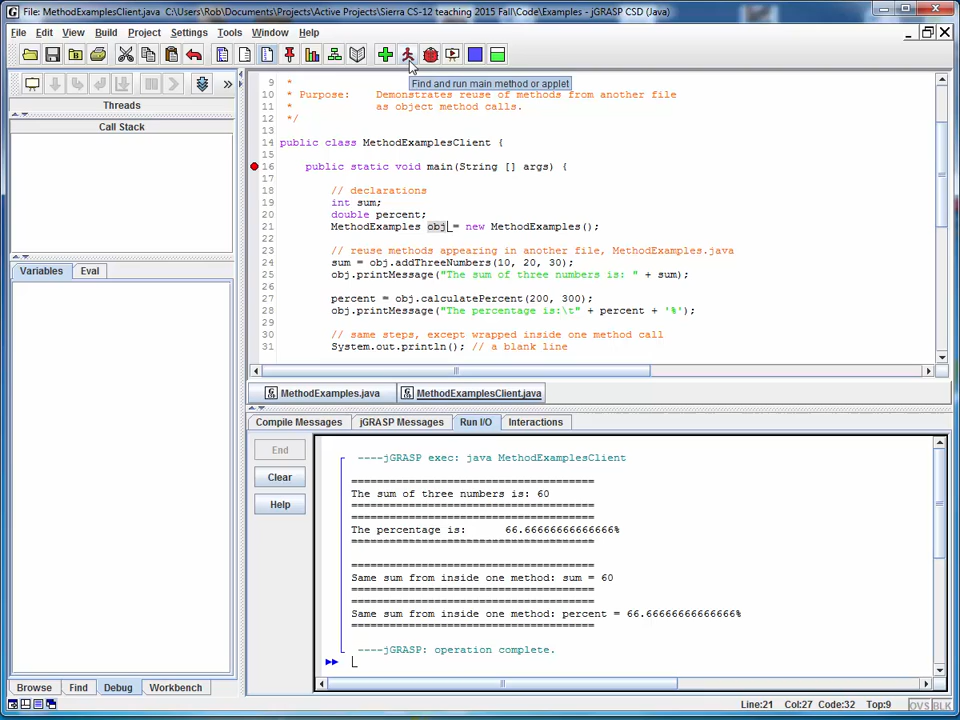 File: MethodExamplesClient.java C:\Users\Rob\Documents\Projects\Active Projects\Sierra CS-12 teaching 2015 Fall\Code\Examples - jGRASP CSD (Java)
File Edit View Build Project Settings Tools Window Help
Find and run main method or applet
Threads
Call Stack
Variables Eval
Browse Find Debug Workbench
9 *
10 * Purpose: Demonstrates reuse of methods from another file
11 * as object method calls.
12 */
13
14 public class MethodExamplesClient {
15
16 public static void main(String [] args) {
17
18 // declarations
19 int sum;
20 double percent;
21 MethodExamples obj = new MethodExamples();
22
23 // reuse methods appearing in another file, MethodExamples.java
24 sum = obj.addThreeNumbers(10, 20, 30);
25 obj.printMessage("The sum of three numbers is: " + sum);
26
27 percent = obj.calculatePercent(200, 300);
28 obj.printMessage("The percentage is:\t" + percent + '%');
29
30 // same steps, except wrapped inside one method call
31 System.out.println(); // a blank line
MethodExamples.java MethodExamplesClient.java
Compile Messages jGRASP Messages Run I/O Interactions
End
Clear
Help
----jGRASP exec: java MethodExamplesClient
======================================
The sum of three numbers is: 60
======================================
======================================
The percentage is: 66.66666666666666%
======================================
======================================
Same sum from inside one method: sum = 60
======================================
======================================
Same sum from inside one method: percent = 66.66666666666666%
======================================
----jGRASP: operation complete.
Line:21 Col:27 Code:32 Top:9 OVS BLK